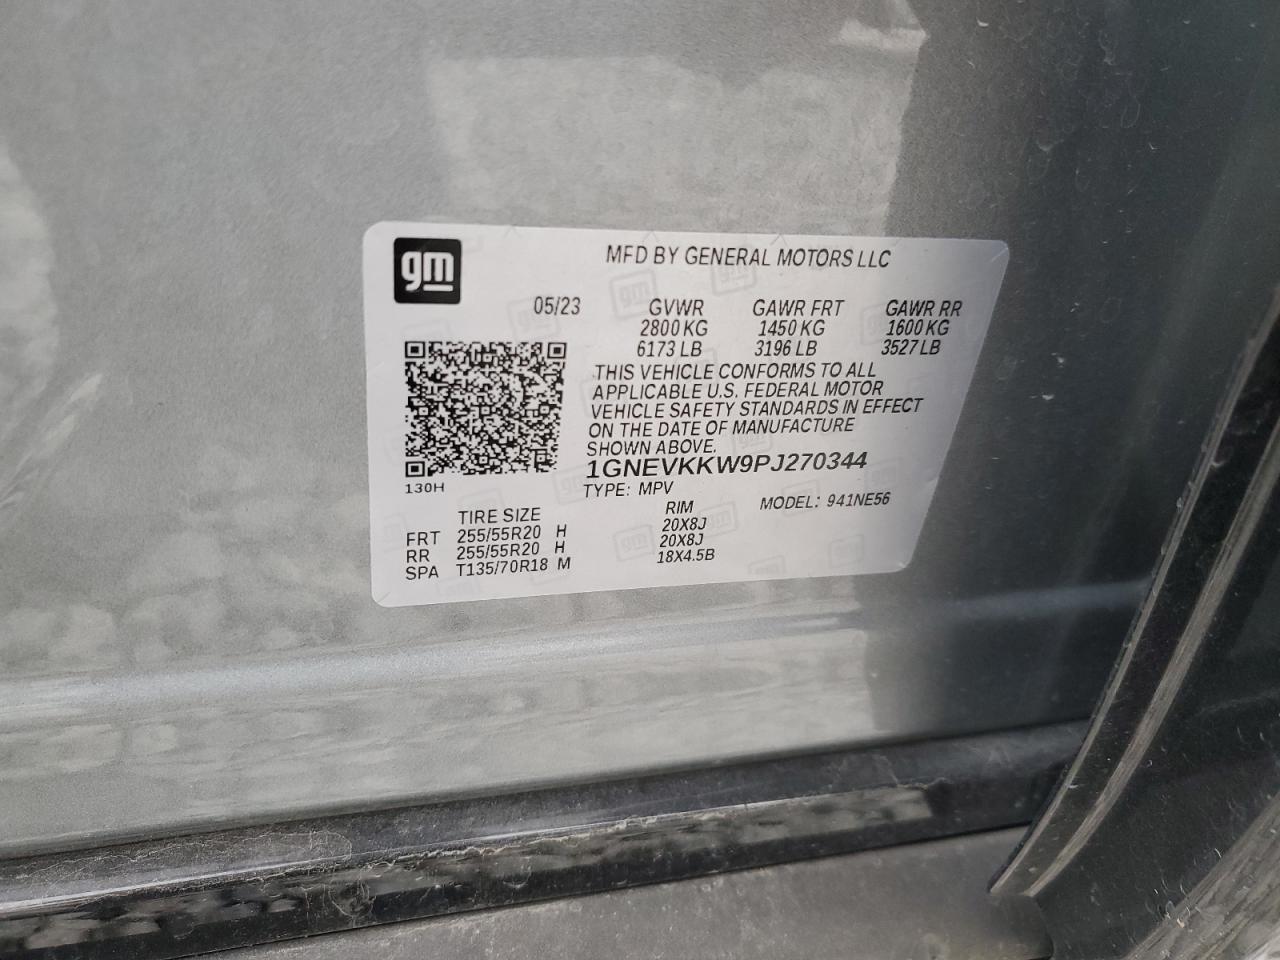 gm
MFD BY GENERAL MOTORS LLC
05/23 GVWR GAWR FRT GAWR RR
2800 KG 1450 KG 1600 KG
6173 LB 3196 LB 3527 LB
THIS VEHICLE CONFORMS TO ALL
APPLICABLE U.S. FEDERAL MOTOR
VEHICLE SAFETY STANDARDS IN EFFECT
ON THE DATE OF MANUFACTURE
SHOWN ABOVE.
1GNEVKKW9PJ270344
130H
TYPE: MPV MODEL: 941NE56
TIRE SIZE RIM
FRT 255/55R20 H 20X8J
RR 255/55R20 H 20X8J
SPA T135/70R18 M 18X4.5B